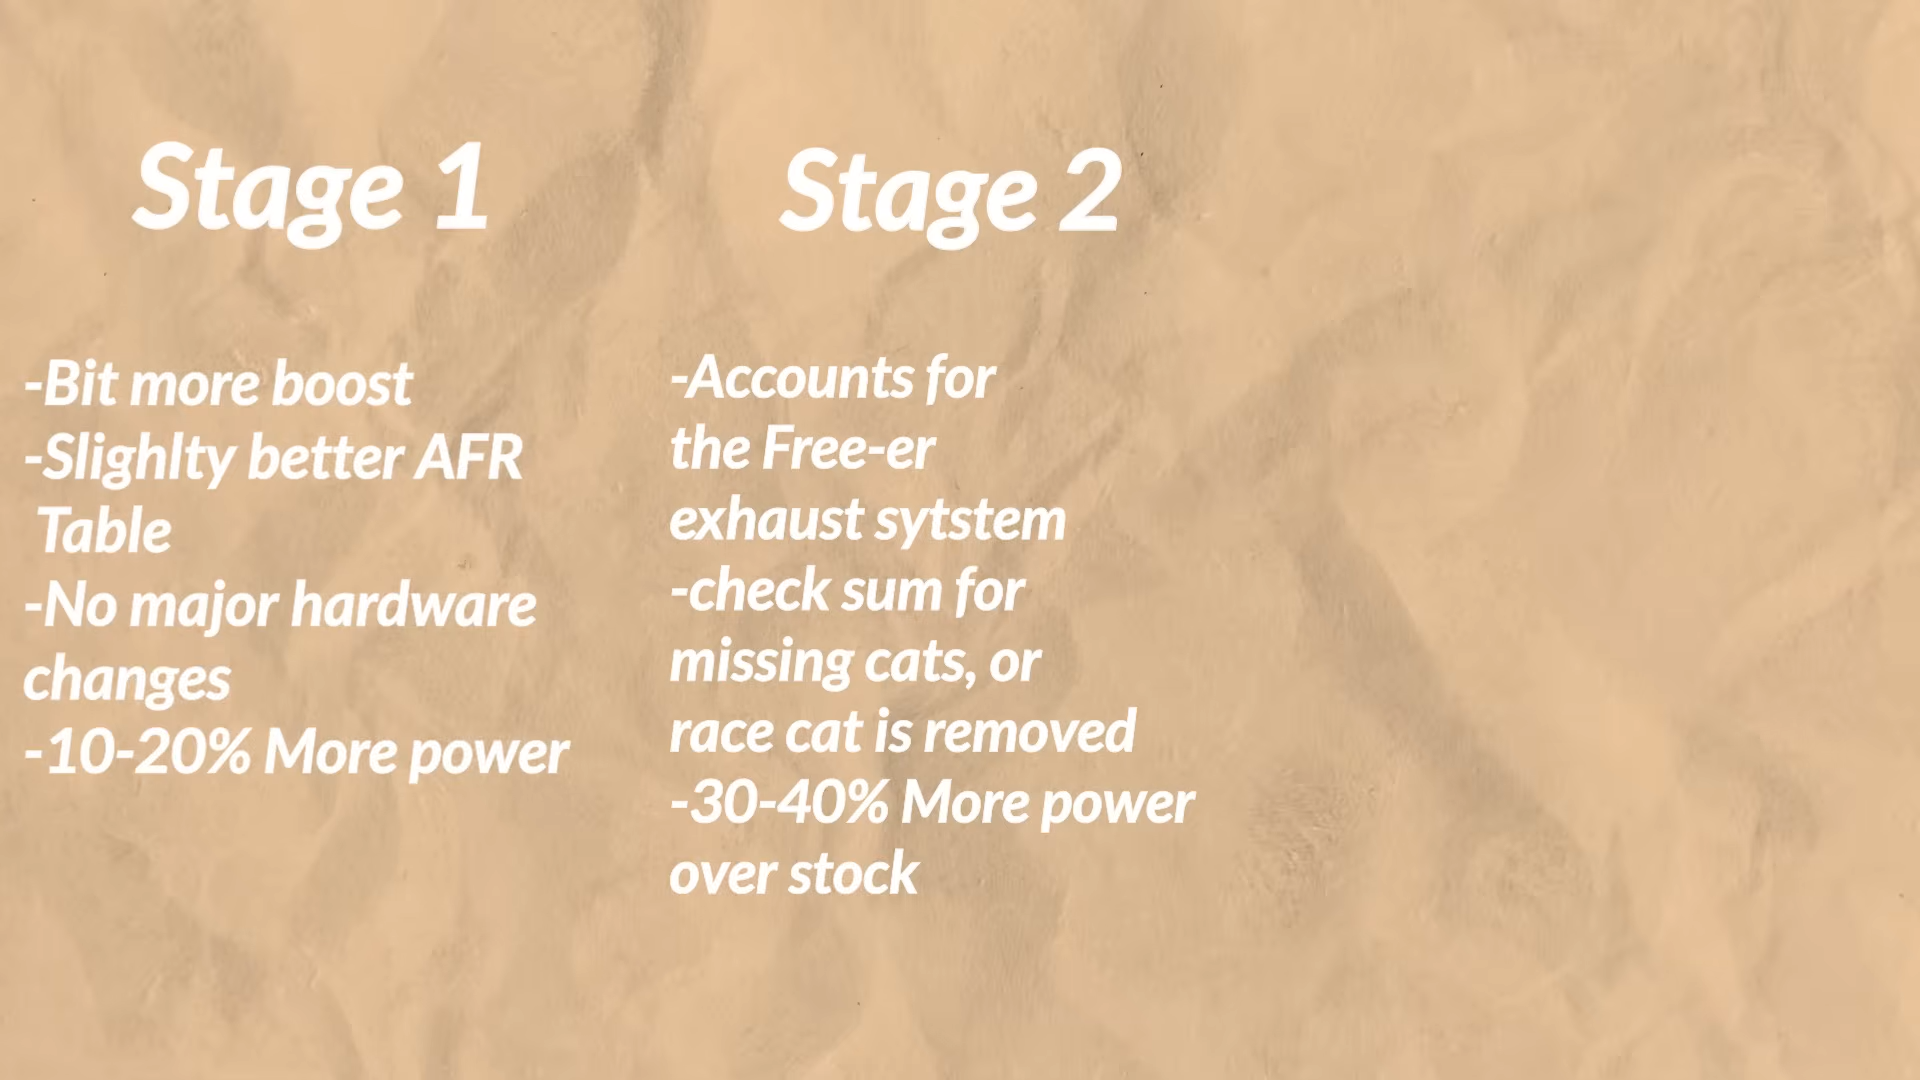 Stage 1
-Bit more boost
-Slighlty better AFR
Table
-No major hardware
changes
-10-20% More power
Stage 2
-Accounts for
the Free-er
exhaust sytstem
-check sum for
missing cats, or
race cat is removed
-30-40% More power
over stock